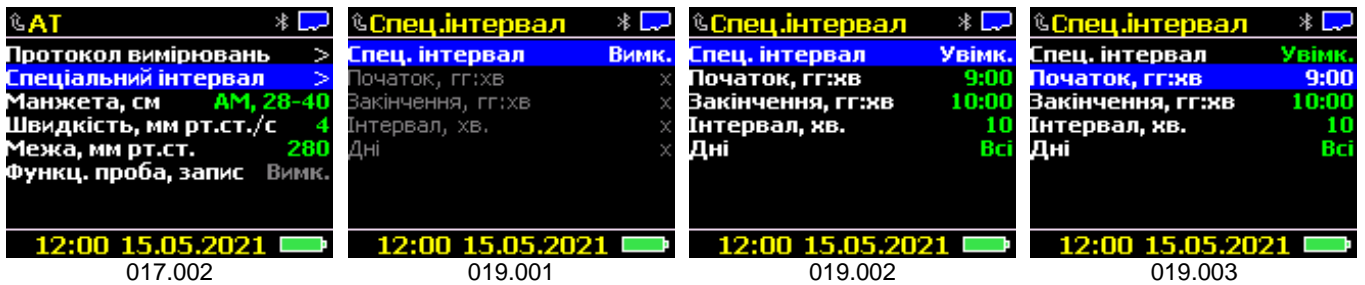 АТ
Протокол вимірювань >
Спеціальний інтервал >
Манжета, см АМ, 28-40
Швидкість, мм рт.ст./с 4
Межа, мм рт.ст. 280
Функц. проба, запис Вимк.
12:00 15.05.2021
017.002
Спец.інтервал
Спец. інтервал Вимк.
Початок, гг:хв x
Закінчення, гг:хв x
Інтервал, хв. x
Дні x
12:00 15.05.2021
019.001
Спец.інтервал
Спец. інтервал Увімк.
Початок, гг:хв 9:00
Закінчення, гг:хв 10:00
Інтервал, хв. 10
Дні Всі
12:00 15.05.2021
019.002
Спец.інтервал
Спец. інтервал Увімк.
Початок, гг:хв 9:00
Закінчення, гг:хв 10:00
Інтервал, хв. 10
Дні Всі
12:00 15.05.2021
019.003